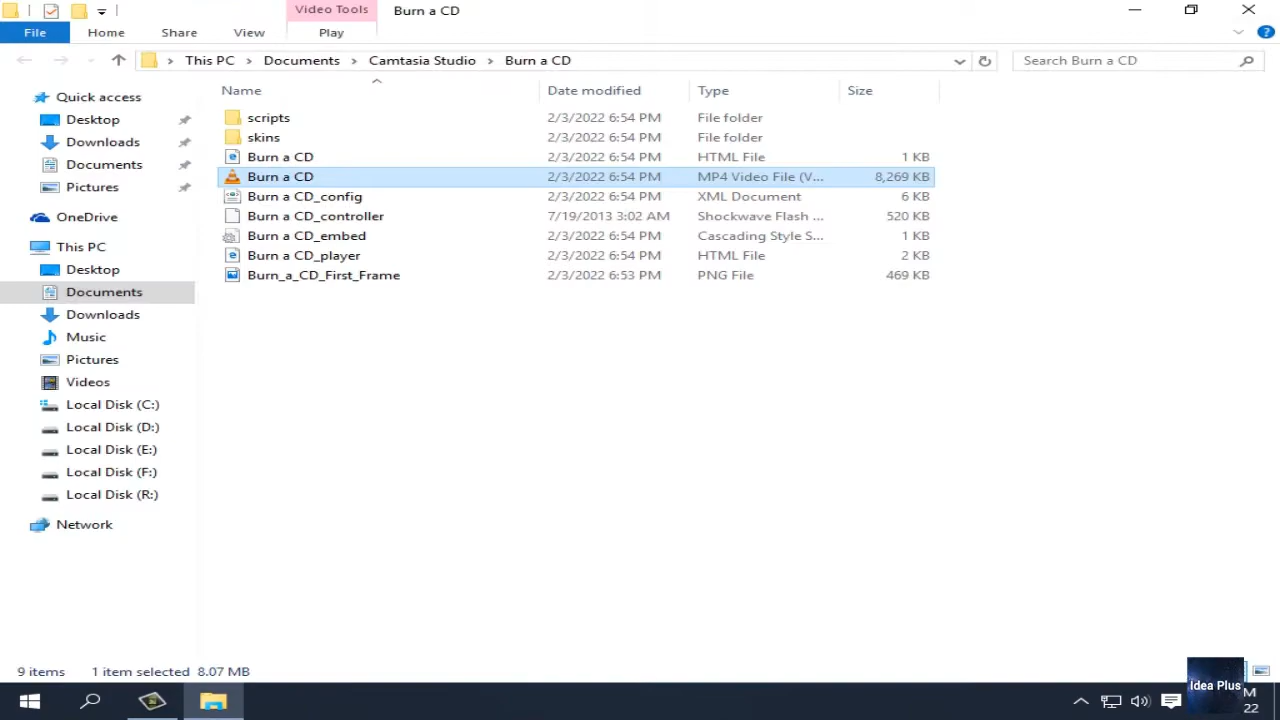 Video Tools
Burn a CD
File
Home
Share
View
Play
This PC
Documents
Camtasia Studio
Burn a CD
Search Burn a CD
Name
Date modified
Type
Size
scripts
2/3/2022 6:54 PM
File folder
skins
2/3/2022 6:54 PM
File folder
Burn a CD
2/3/2022 6:54 PM
HTML File
1 KB
Burn a CD
2/3/2022 6:54 PM
MP4 Video File (V...
8,269 KB
Burn a CD_config
2/3/2022 6:54 PM
XML Document
6 KB
Burn a CD_controller
7/19/2013 3:02 AM
Shockwave Flash ...
520 KB
Burn a CD_embed
2/3/2022 6:54 PM
Cascading Style S...
1 KB
Burn a CD_player
2/3/2022 6:54 PM
HTML File
2 KB
Burn_a_CD_First_Frame
2/3/2022 6:53 PM
PNG File
469 KB
Quick access
Desktop
Downloads
Documents
Pictures
OneDrive
This PC
Desktop
Documents
Downloads
Music
Pictures
Videos
Local Disk (C:)
Local Disk (D:)
Local Disk (E:)
Local Disk (F:)
Local Disk (R:)
Network
9 items
1 item selected 8.07 MB
Idea Plus
M
22